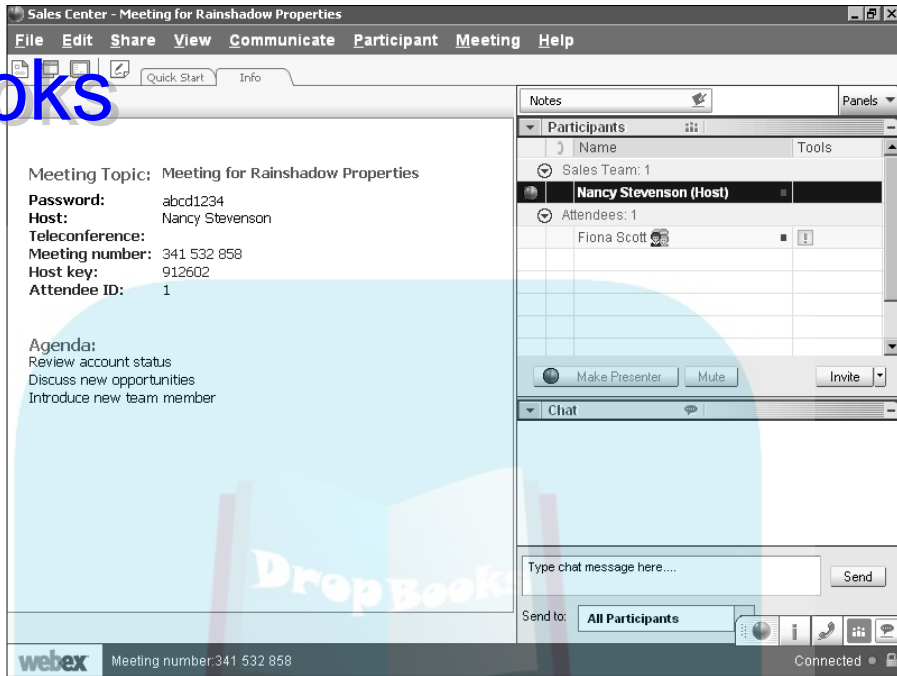 Sales Center - Meeting for Rainshadow Properties
File Edit Share View Communicate Participant Meeting Help
Quick Start Info
oks
Meeting Topic: Meeting for Rainshadow Properties
Password: abcd1234
Host: Nancy Stevenson
Teleconference:
Meeting number: 341 532 858
Host key: 912602
Attendee ID: 1
Agenda:
Review account status
Discuss new opportunities
Introduce new team member
DropBooks
Notes
Panels
Participants
Name Tools
Sales Team: 1
Nancy Stevenson (Host)
Attendees: 1
Fiona Scott
Make Presenter Mute Invite
Chat
Type chat message here....
Send
Send to: All Participants
webex Meeting number:341 532 858 Connected